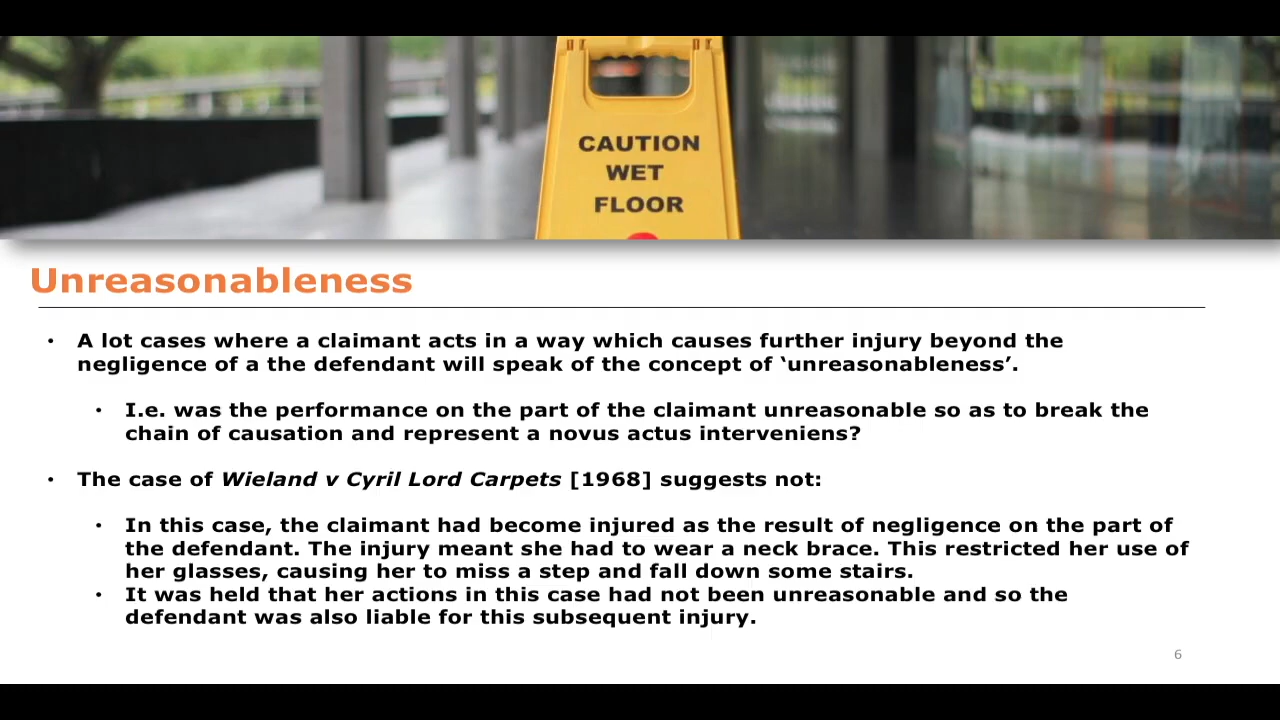 CAUTION
WET
FLOOR
Unreasonableness
• A lot cases where a claimant acts in a way which causes further injury beyond the
negligence of a the defendant will speak of the concept of ‘unreasonableness’.
• I.e. was the performance on the part of the claimant unreasonable so as to break the
chain of causation and represent a novus actus interveniens?
• The case of Wieland v Cyril Lord Carpets [1968] suggests not:
• In this case, the claimant had become injured as the result of negligence on the part of
the defendant. The injury meant she had to wear a neck brace. This restricted her use of
her glasses, causing her to miss a step and fall down some stairs.
• It was held that her actions in this case had not been unreasonable and so the
defendant was also liable for this subsequent injury.
6